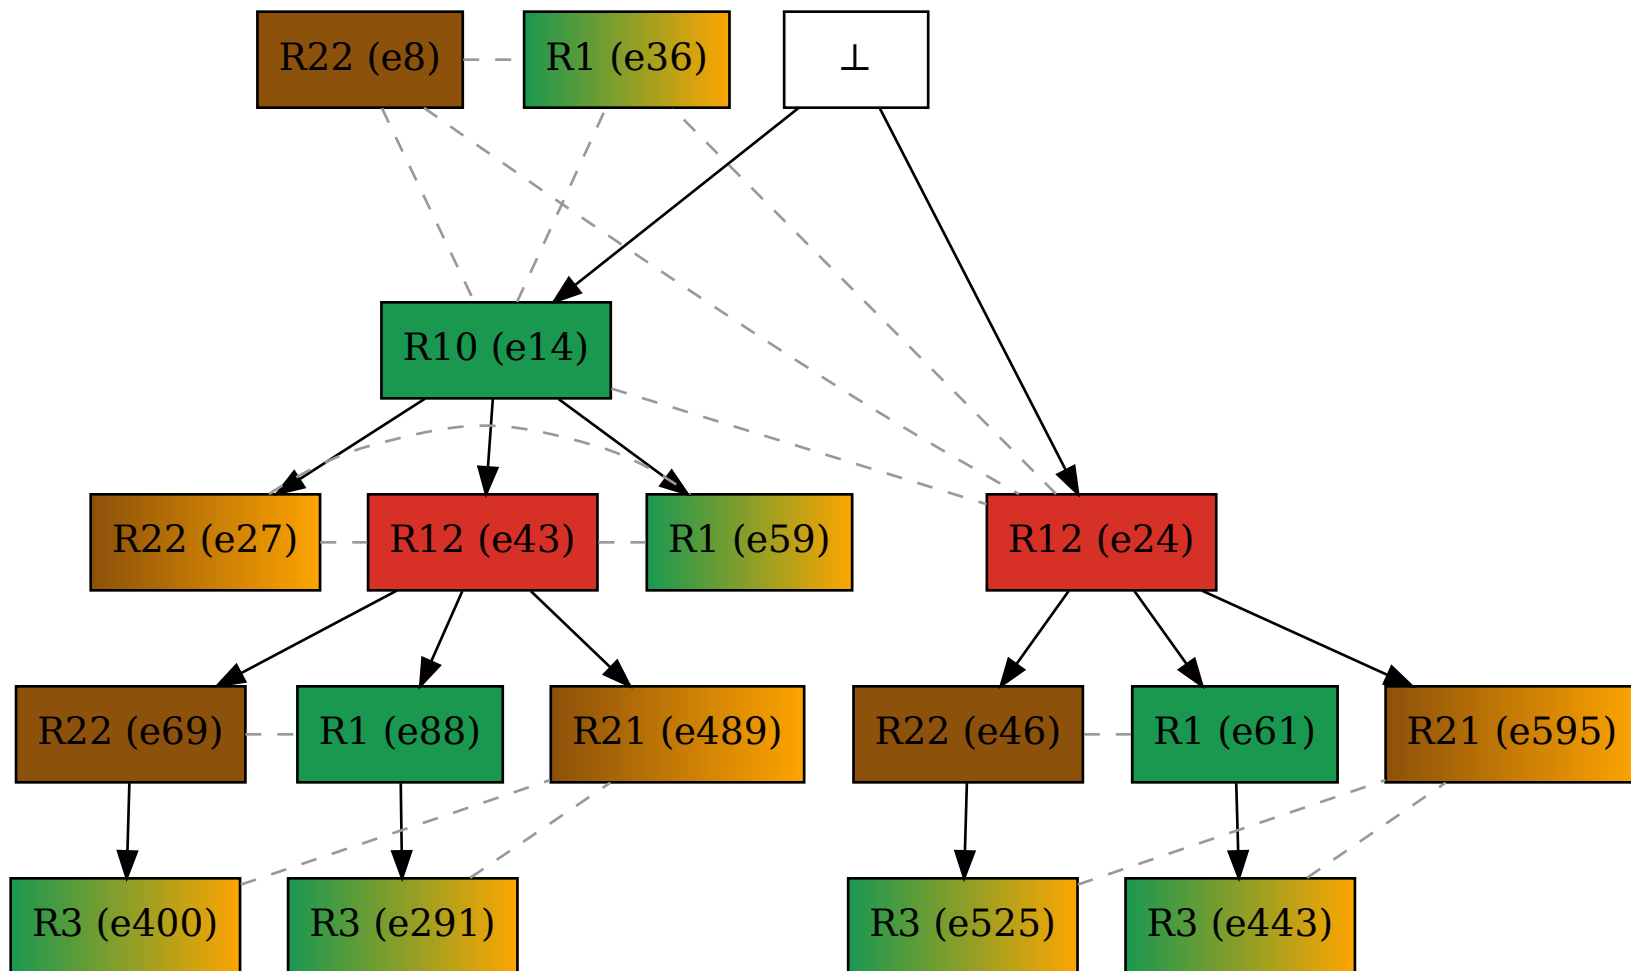 R22 (e8)
R1 (e36)
⊥
R10 (e14)
R22 (e27)
R12 (e43)
R1 (e59)
R12 (e24)
R22 (e69)
R1 (e88)
R21 (e489)
R22 (e46)
R1 (e61)
R21 (e595)
R3 (e400)
R3 (e291)
R3 (e525)
R3 (e443)